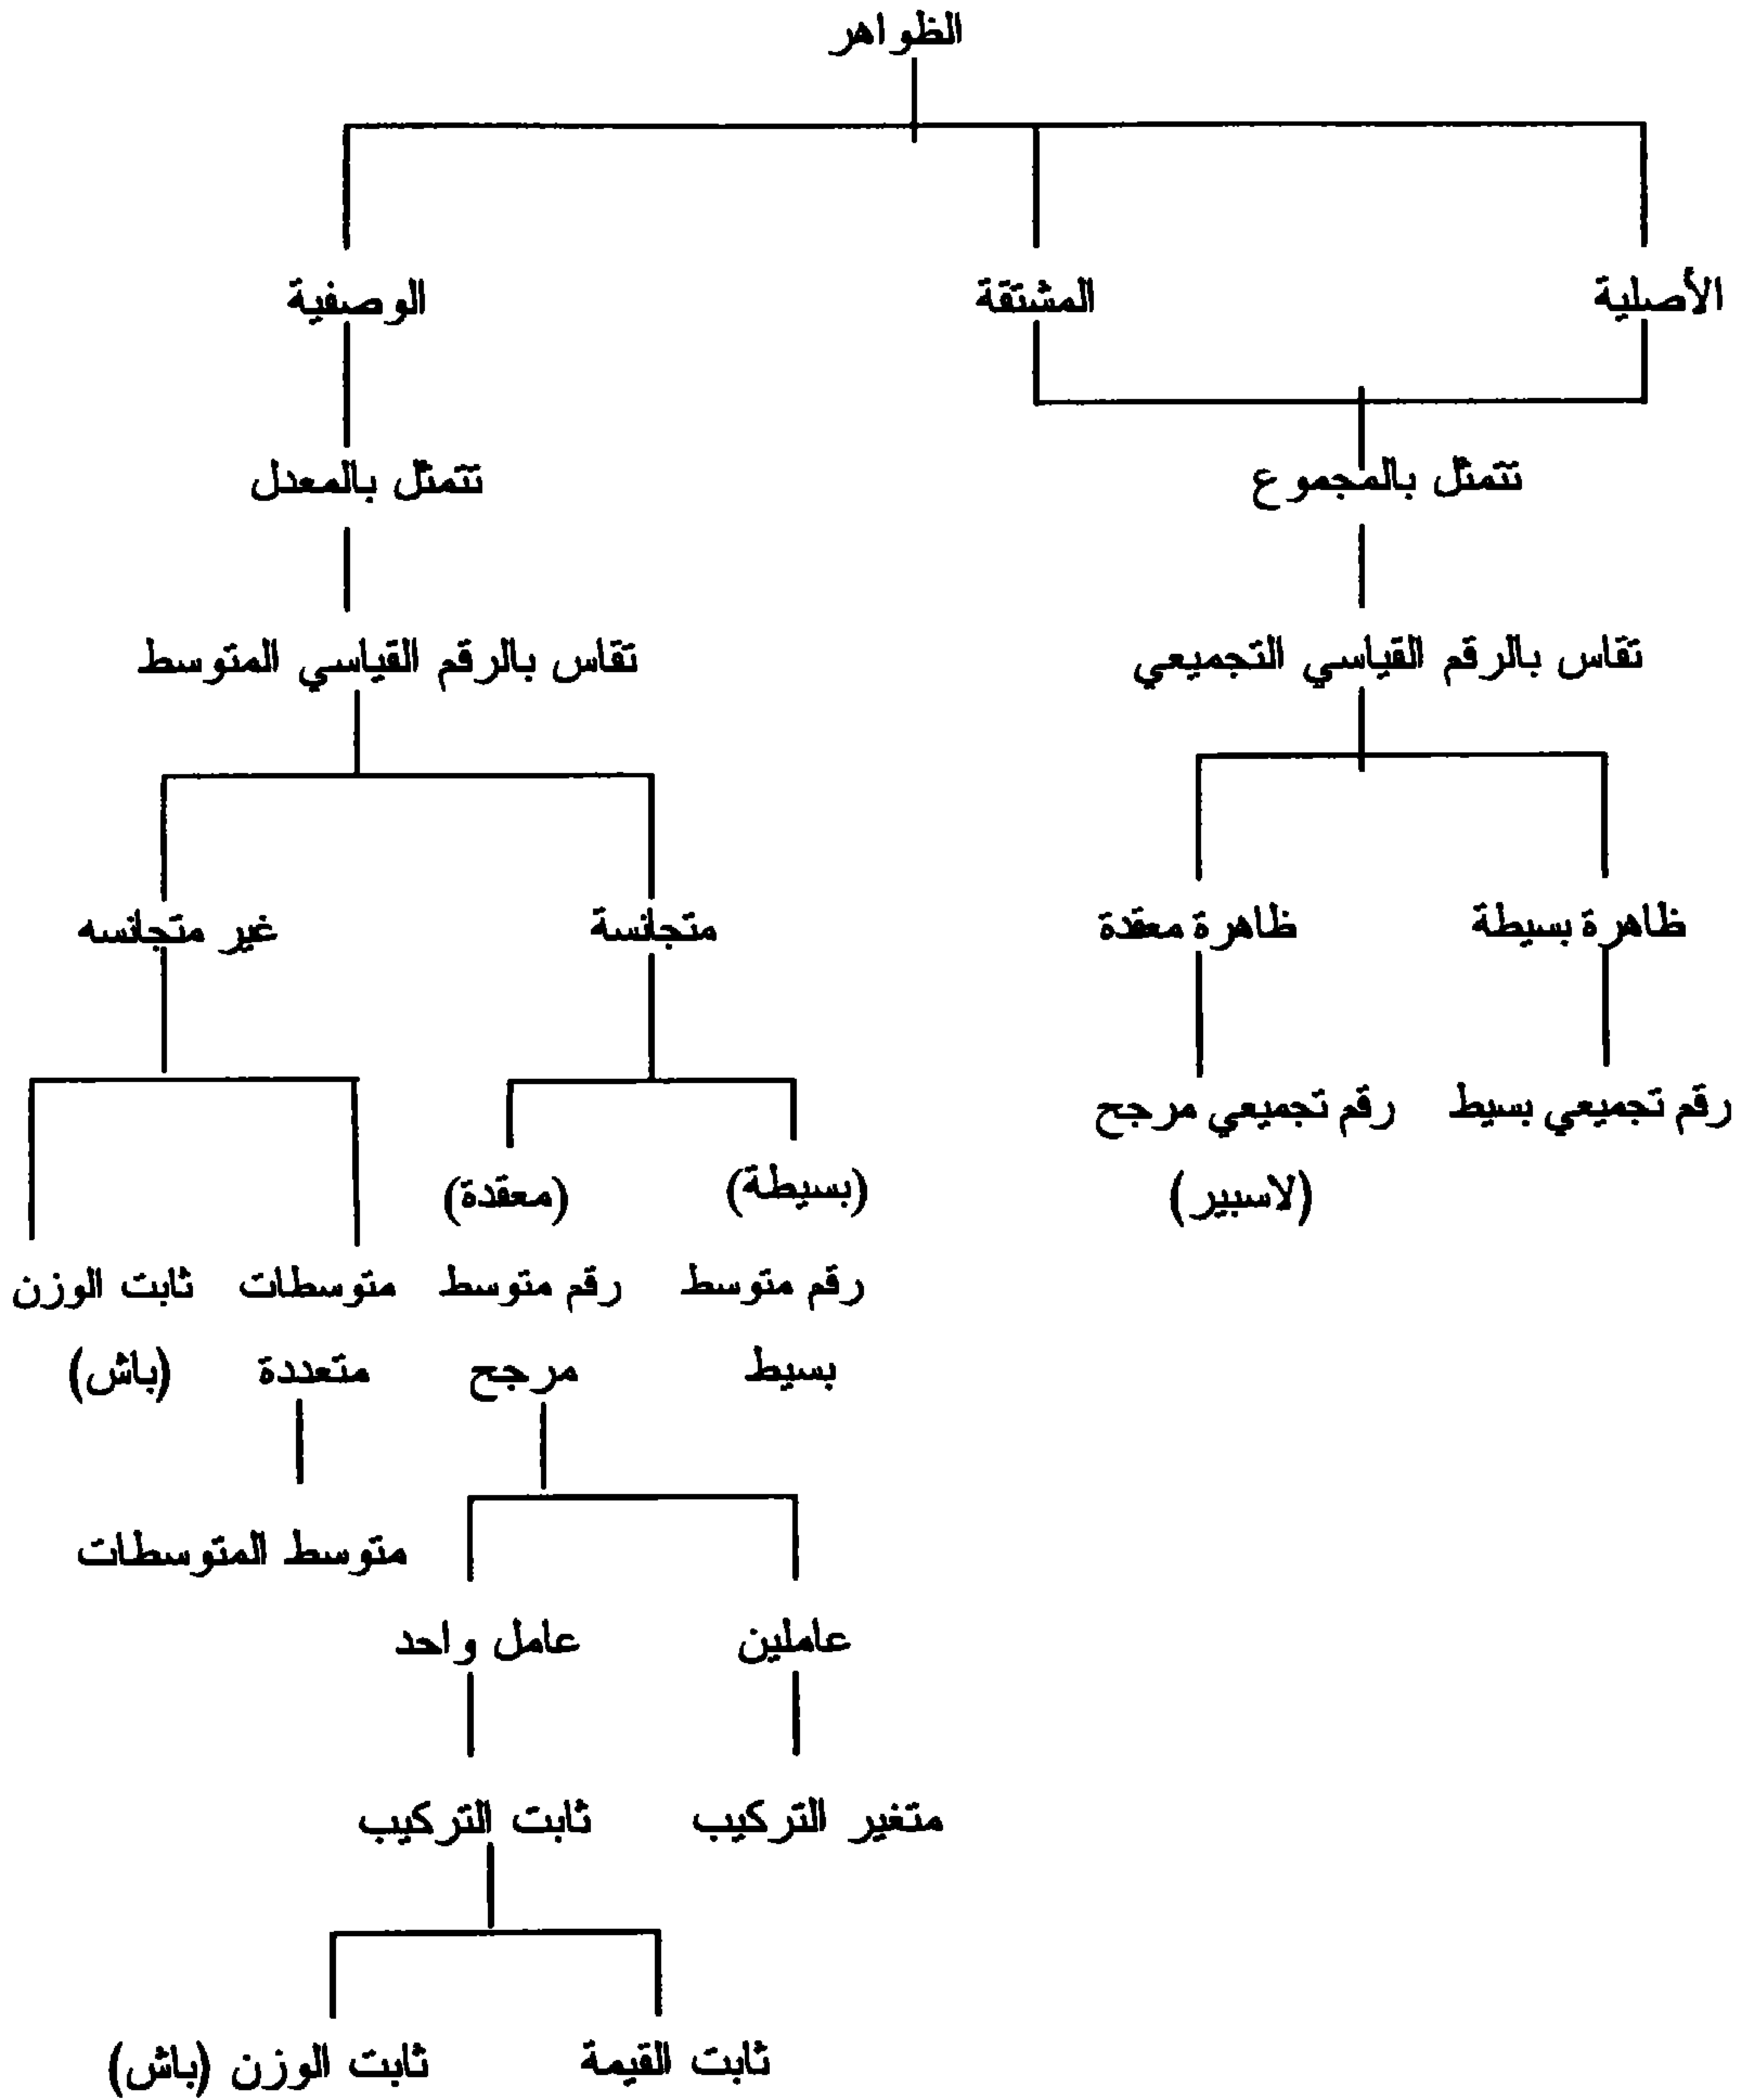 الظواهر
الأصلية المشتقة الوصفية
تتمثل بالمجموع تتمثل بالمعدل
تقاس بالرقم القياسي التجميعي تقاس بالرقم القياسي المتوسط
ظاهرة بسيطة ظاهرة معقدة متجانسة غير متجانسه
رقم تجميعي بسيط رقم تجميعي مرجح
(لاسبير) (بسيطة) (معقدة)
رقم متوسط رقم متوسط متوسطات ثابت الوزن
بسيط مرجح متعددة (باش)
متوسط المتوسطات
عاملين عامل واحد
متغير التركيب ثابت التركيب
ثابت القيمة ثابت الوزن (باش)